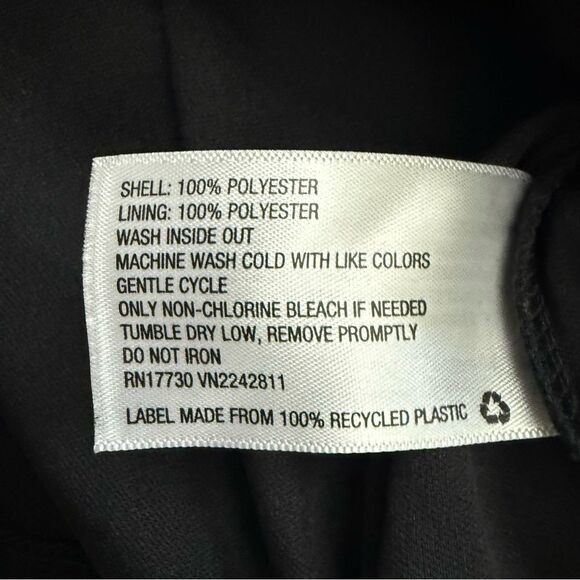 SHELL: 100% POLYESTER
LINING: 100% POLYESTER
WASH INSIDE OUT
MACHINE WASH COLD WITH LIKE COLORS
GENTLE CYCLE
ONLY NON-CHLORINE BLEACH IF NEEDED
TUMBLE DRY LOW, REMOVE PROMPTLY
DO NOT IRON
RN17730 VN2242811
LABEL MADE FROM 100% RECYCLED PLASTIC